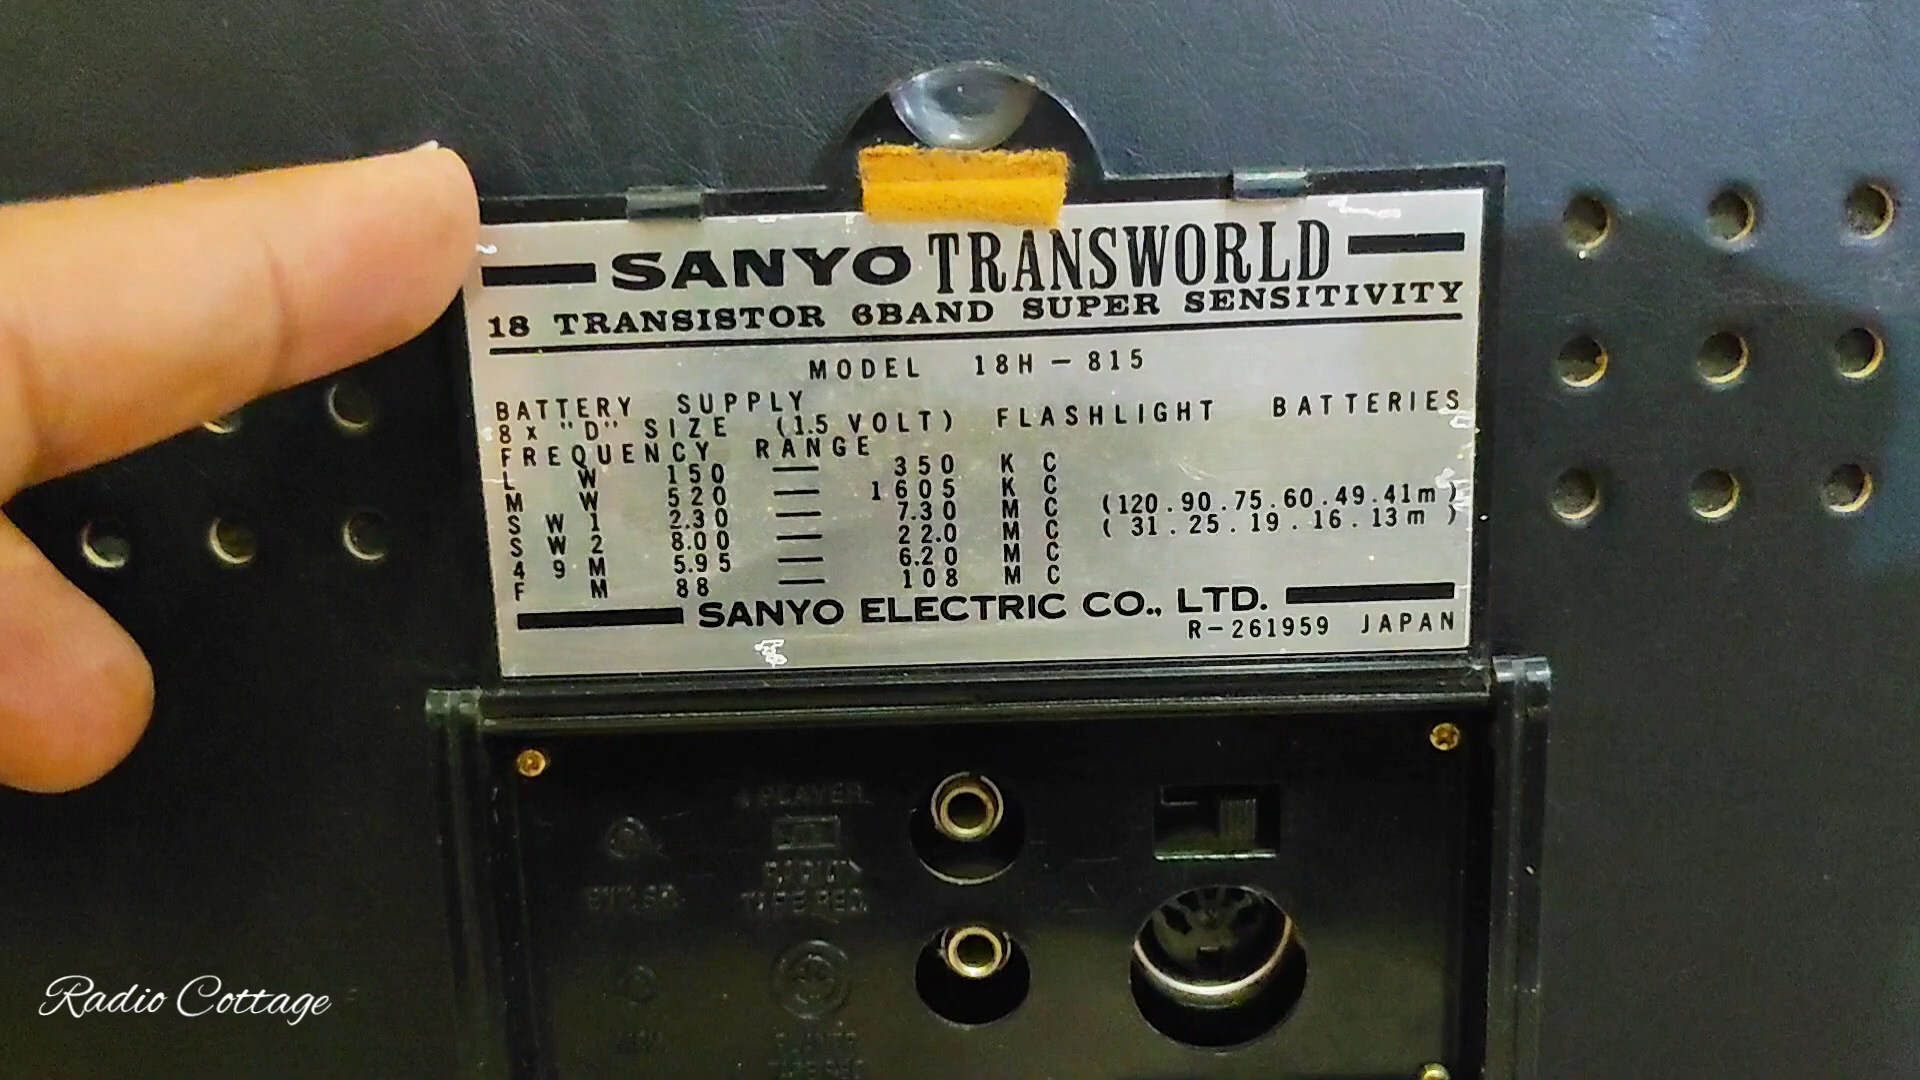 SANYO TRANSWORLD
18 TRANSISTOR 6BAND SUPER SENSITIVITY
MODEL 18H-815
BATTERY SUPPLY
8x "D" SIZE (1.5 VOLT) FLASHLIGHT BATTERIES
FREQUENCY RANGE
LW 150 — 350 KC
MW 520 — 1605 KC
SW1 2.30 — 7.30 MC (120.90.75.60.49.41m)
SW2 8.00 — 22.0 MC (31.25.19.16.13m)
49M 5.95 — 6.20 MC
FM 88 — 108 MC
SANYO ELECTRIC CO., LTD.
R-261959 JAPAN
PLAYER
TAPE REC.
Radio Cottage